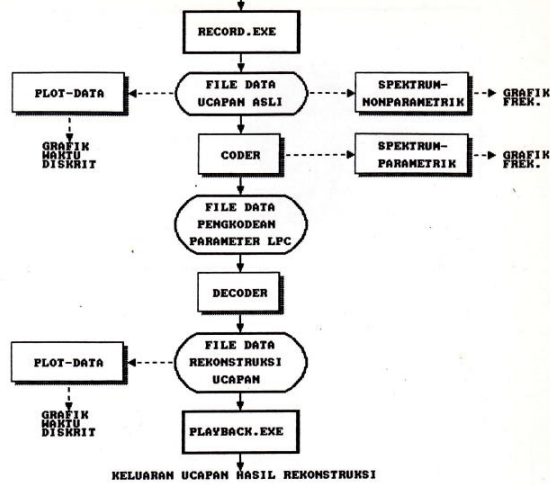 RECORD.EXE
PLOT-DATA
FILE DATA
UCAPAN ASLI
SPEKTRUM-
NONPARAMETRIK
GRAFIK
FREK.
GRAFIK
WAKTU
DISKRIT
CODER
SPEKTRUM-
PARAMETRIK
GRAFIK
FREK.
FILE DATA
PENGKODEAN
PARAMETER LPC
DECODER
PLOT-DATA
FILE DATA
REKONSTRUKSI
UCAPAN
GRAFIK
WAKTU
DISKRIT
PLAYBACK.EXE
KELUARAN UCAPAN HASIL REKONSTRUKSI